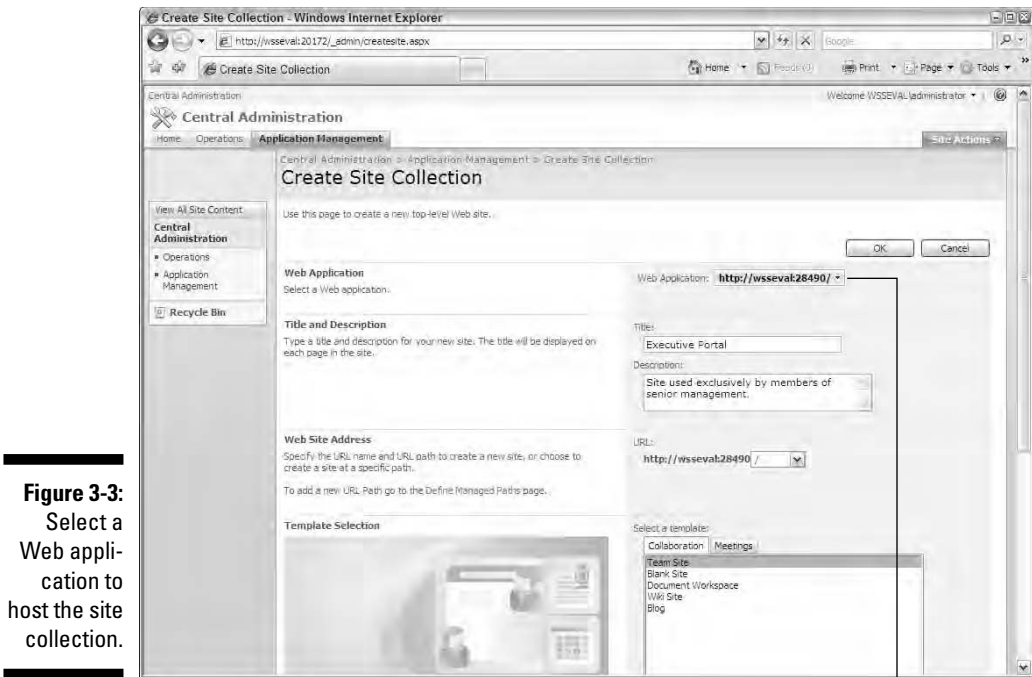 Create Site Collection - Windows Internet Explorer
http://wsseval:20172/_admin/createsite.aspx
Google
Create Site Collection
Home
Feeds (0)
Print
Page
Tools
»
Central Administration
Welcome WSSEVAL\administrator
Central Administration
Home Operations Application Management
Site Actions
Central Administration > Application Management > Create Site Collection
Create Site Collection
View All Site Content
Central
Administration
▪ Operations
▪ Application
Management
Recycle Bin
Use this page to create a new top-level Web site.
OK
Cancel
Web Application
Select a Web application.
Web Application: http://wsseval:28490/
Title and Description
Type a title and description for your new site. The title will be displayed on
each page in the site.
Title:
Executive Portal
Description:
Site used exclusively by members of
senior management.
Web Site Address
Specify the URL name and URL path to create a new site, or choose to
create a site at a specific path.
To add a new URL Path go to the Define Managed Paths page.
URL:
http://wsseval:28490 /
Template Selection
Select a template:
Collaboration Meetings
Team Site
Blank Site
Document Workspace
Wiki Site
Blog
Figure 3-3:
Select a
Web appli-
cation to
host the site
collection.